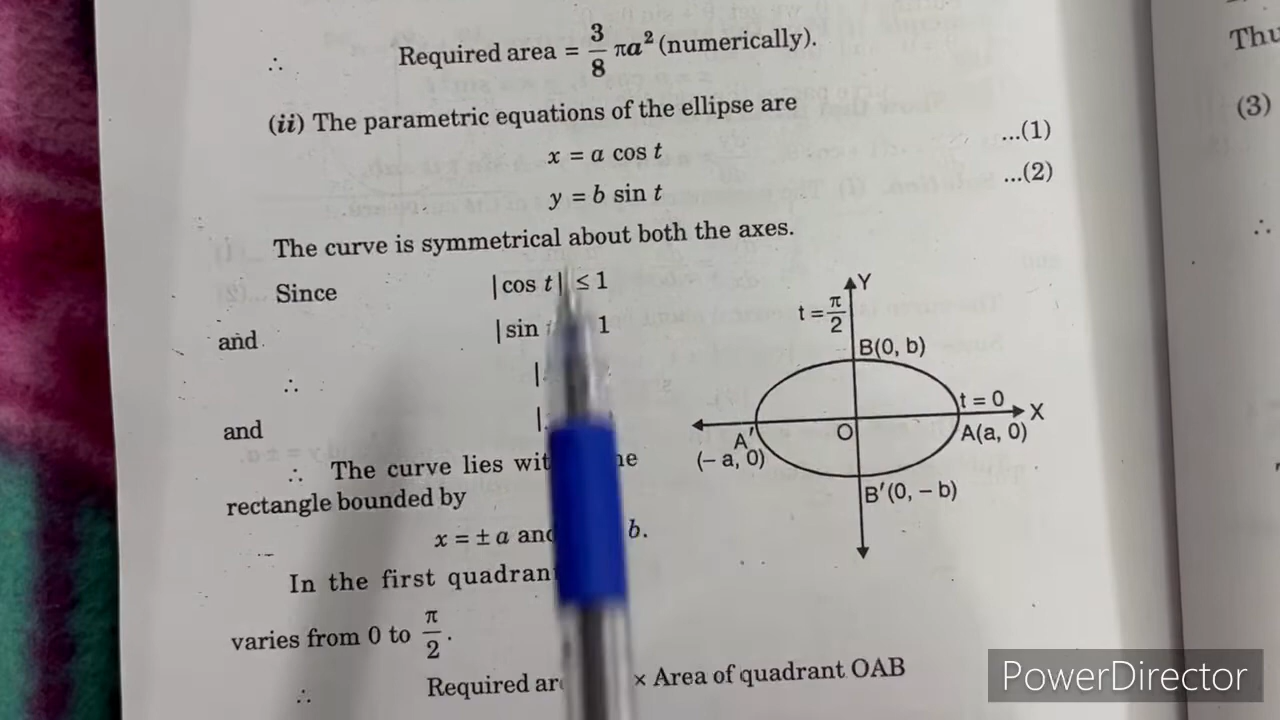 ∴ Required area = 3/8 πa² (numerically).
(ii) The parametric equations of the ellipse are
x = a cos t ...(1)
y = b sin t ...(2)
The curve is symmetrical about both the axes.
Since |cos t| ≤ 1
and |sin 1
∴ |
and |
∴ The curve lies wit he
rectangle bounded by
x = ± a and b.
In the first quadrant
varies from 0 to π/2.
∴ Required are × Area of quadrant OAB
Y
t = π/2
B(0, b)
t = 0
X
O
A(a, 0)
A′
(– a, 0)
B′(0, – b)
Thu
(3)
∴
PowerDirector